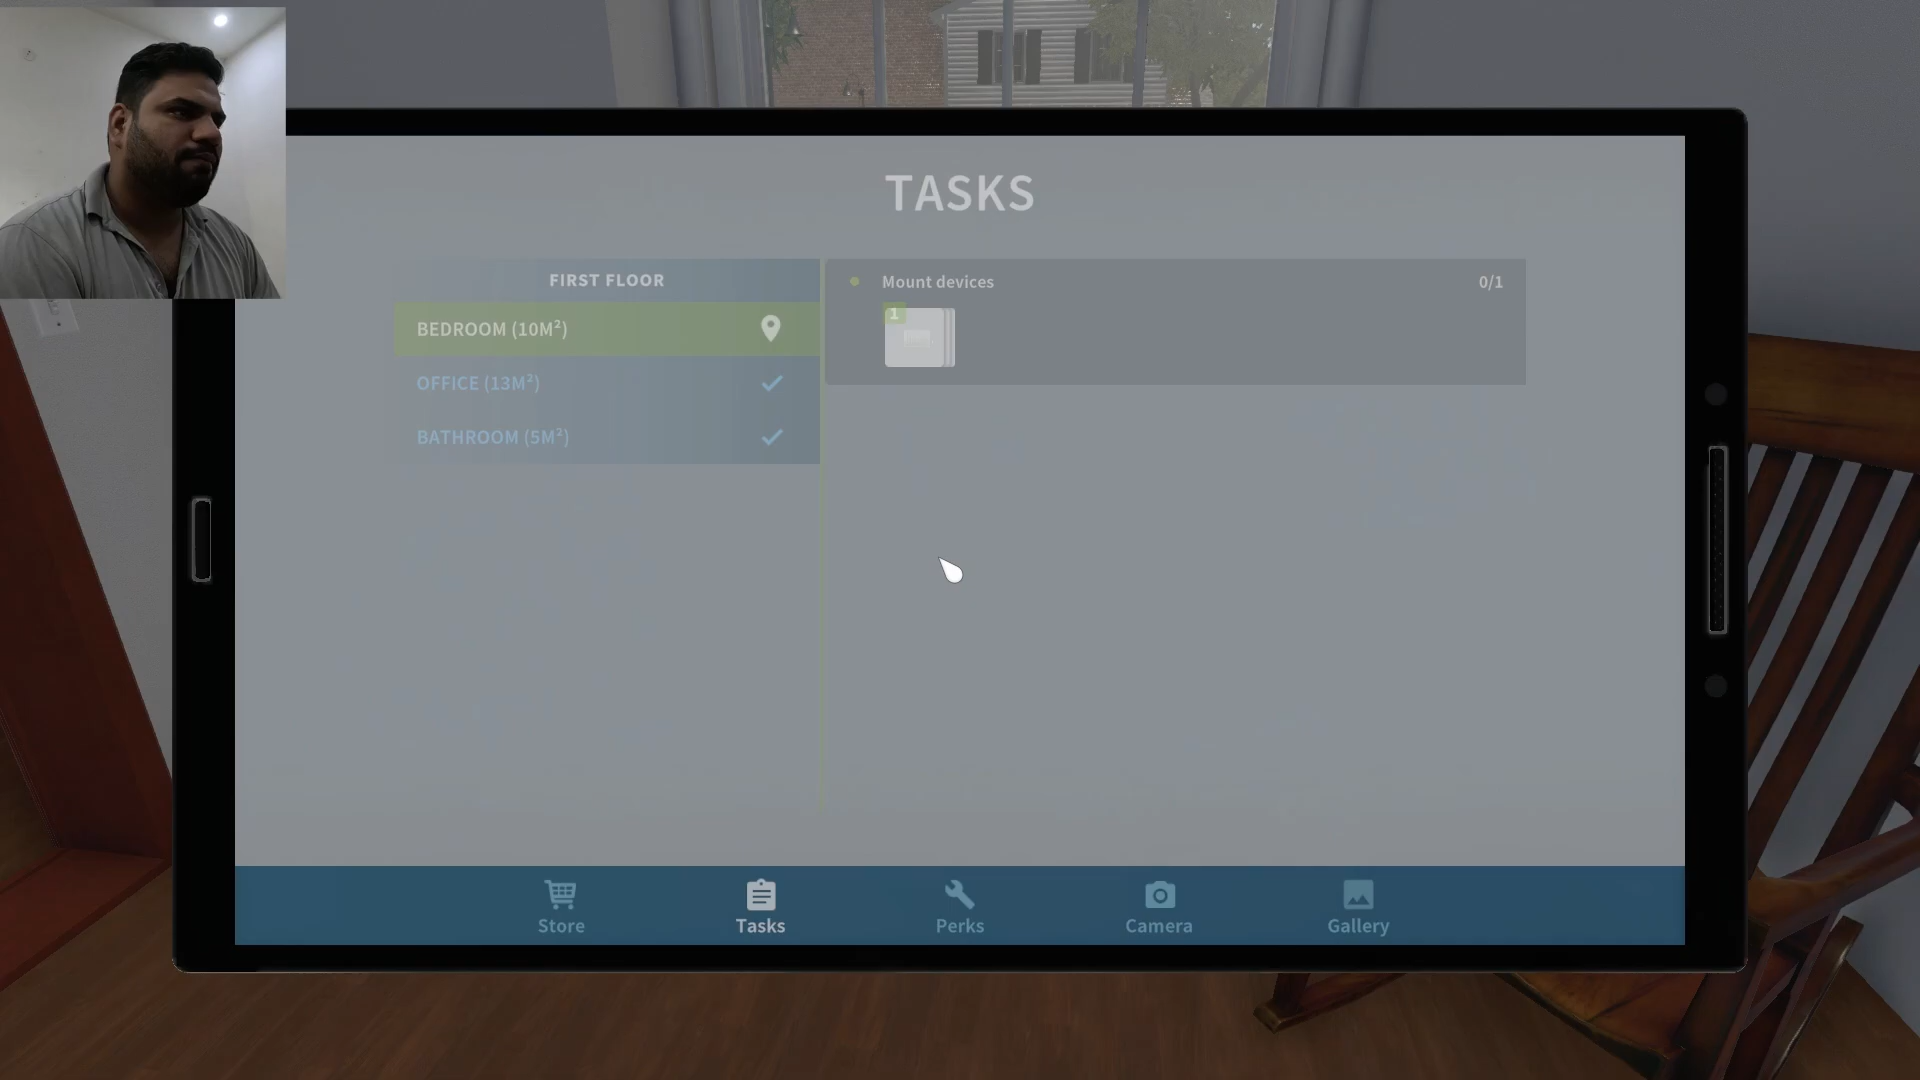 TASKS
FIRST FLOOR
BEDROOM (10M²)
OFFICE (13M²)
BATHROOM (5M²)
Mount devices 0/1
1
Store
Tasks
Perks
Camera
Gallery